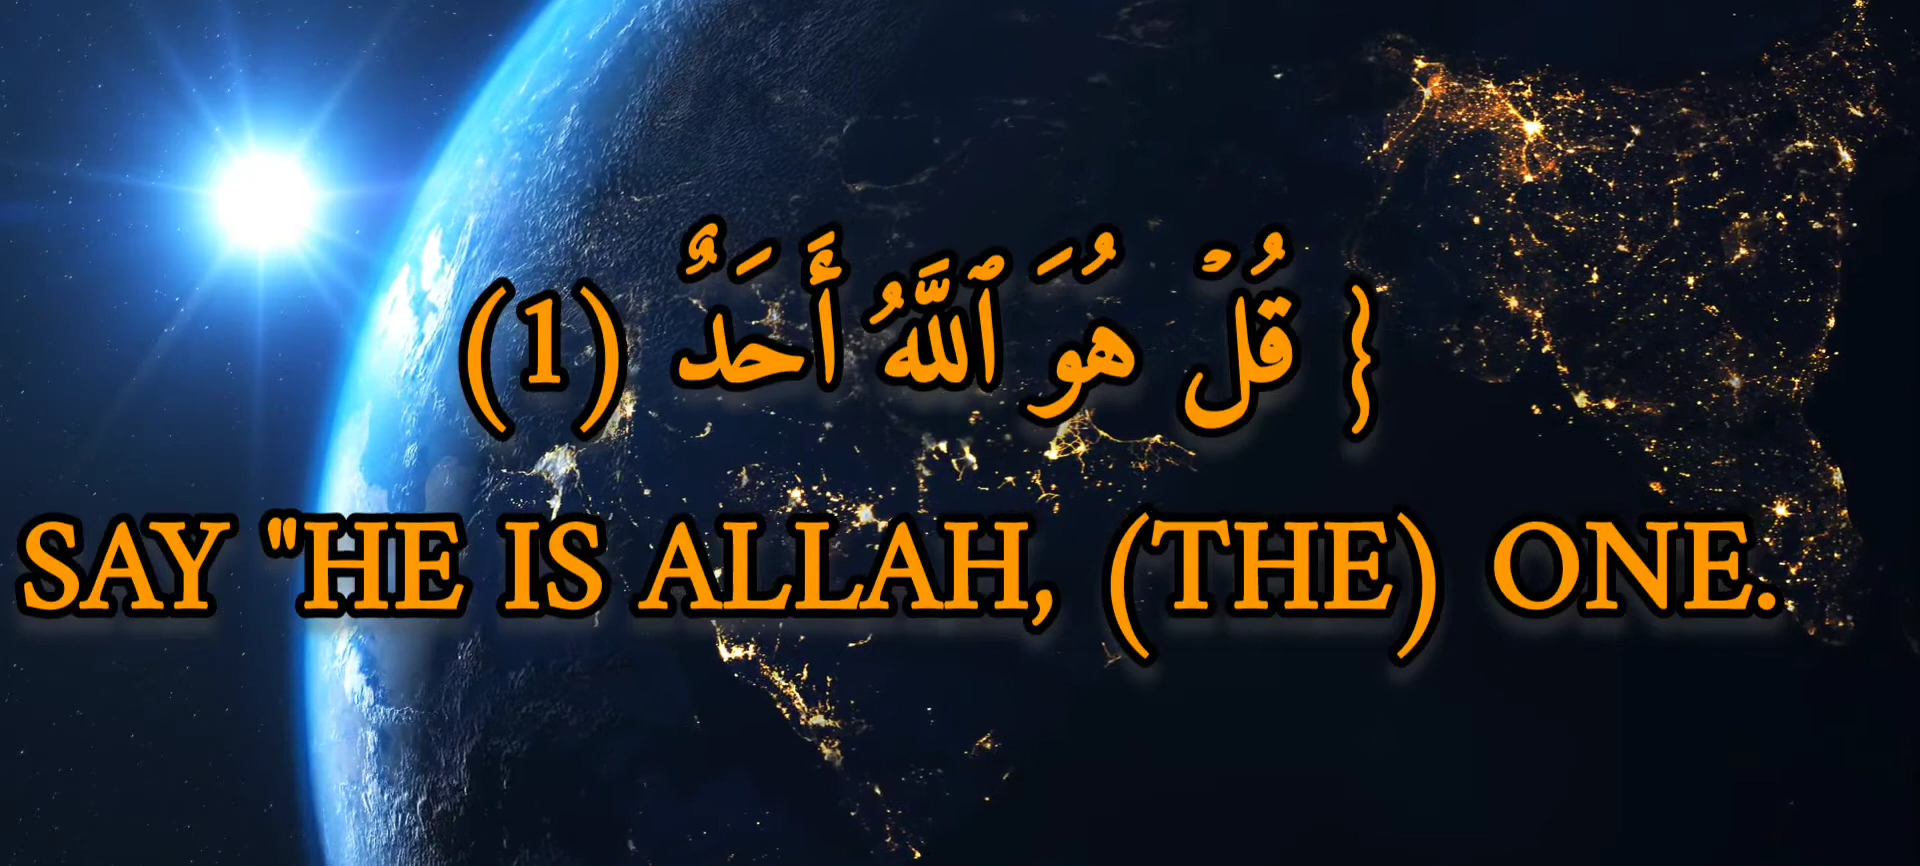 { قُلۡ هُوَ ٱللَّهُ أَحَدٌ (1)
SAY "HE IS ALLAH, (THE) ONE.